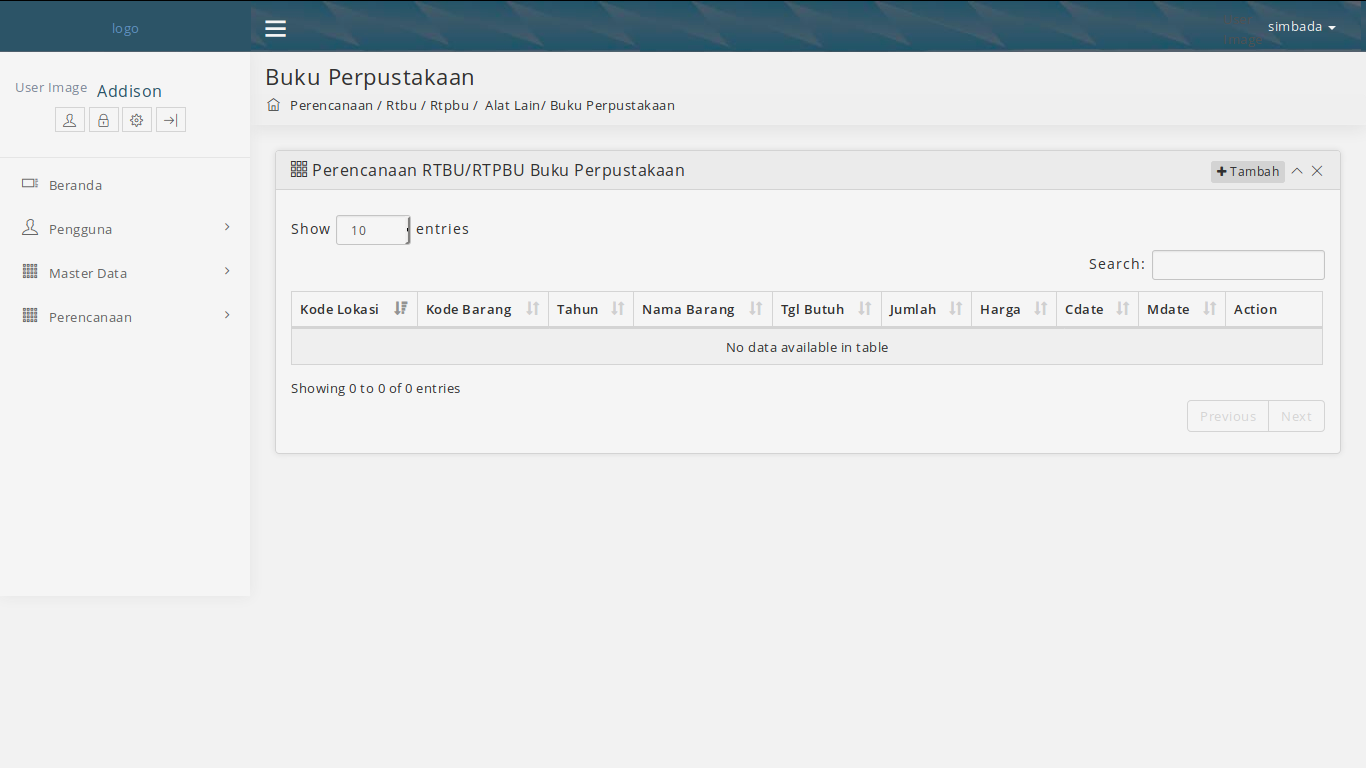 logo
simbada
User Image Addison
Beranda
Pengguna
Master Data
Perencanaan
Buku Perpustakaan
Perencanaan / Rtbu / Rtpbu / Alat Lain/ Buku Perpustakaan
Perencanaan RTBU/RTPBU Buku Perpustakaan
Tambah
Show 10 entries
Search:
Kode Lokasi Kode Barang Tahun Nama Barang Tgl Butuh Jumlah Harga Cdate Mdate Action
No data available in table
Showing 0 to 0 of 0 entries
Previous Next